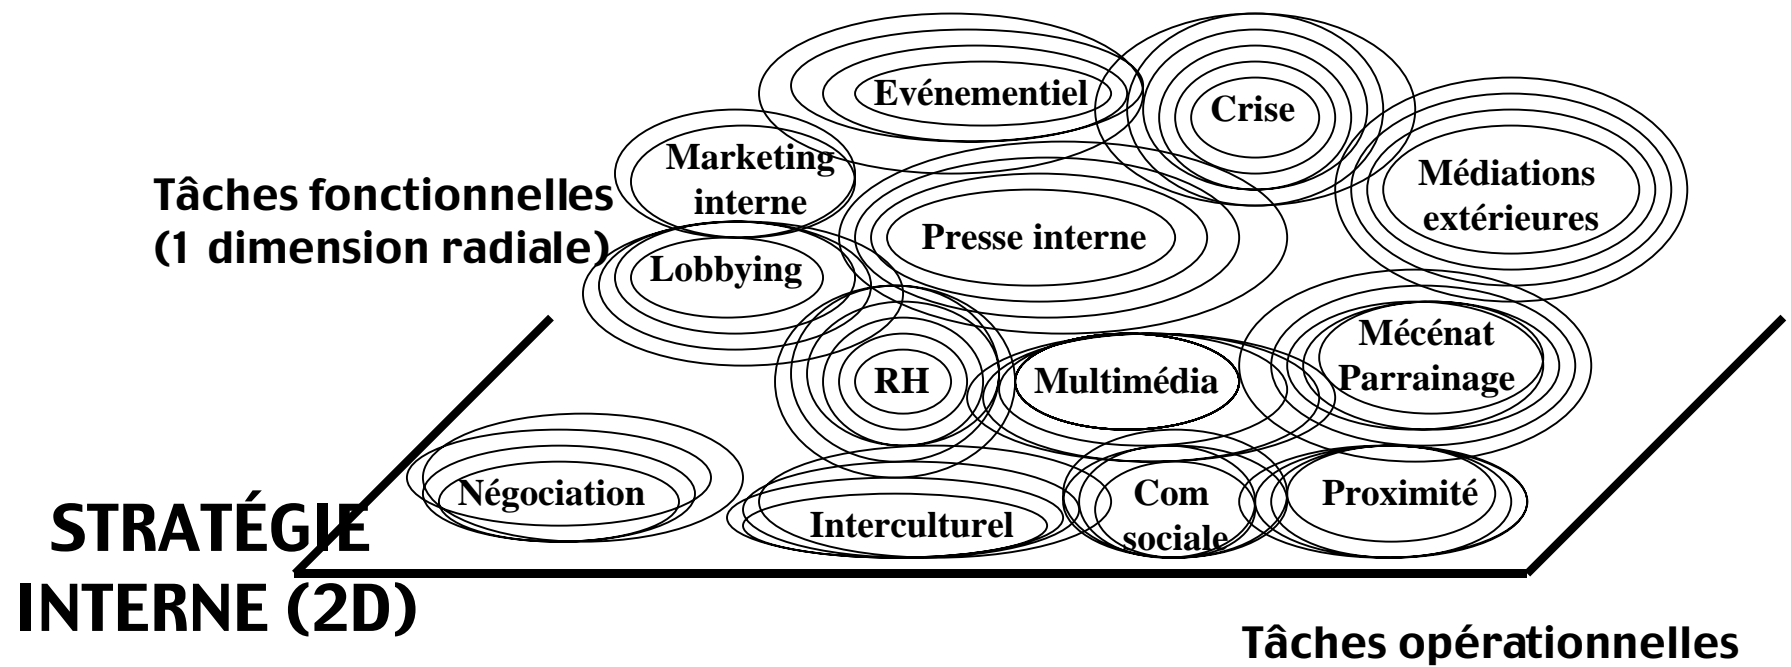 Evénementiel
Crise
Marketing
interne
Médiations
extérieures
Tâches fonctionnelles
(1 dimension radiale)
Presse interne
Lobbying
Mécénat
Parrainage
RH
Multimédia
Négociation
Interculturel
Com
sociale
Proximité
STRATÉGIE
INTERNE (2D)
Tâches opérationnelles